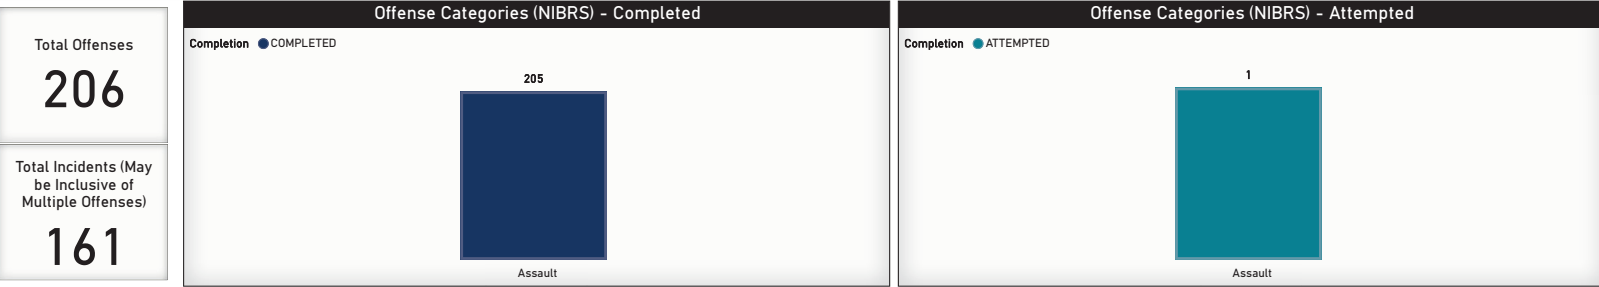 Total Offenses
206
Total Incidents (May
be Inclusive of
Multiple Offenses)
161
Offense Categories (NIBRS) - Completed
Completion COMPLETED
205
Assault
Offense Categories (NIBRS) - Attempted
Completion ATTEMPTED
1
Assault